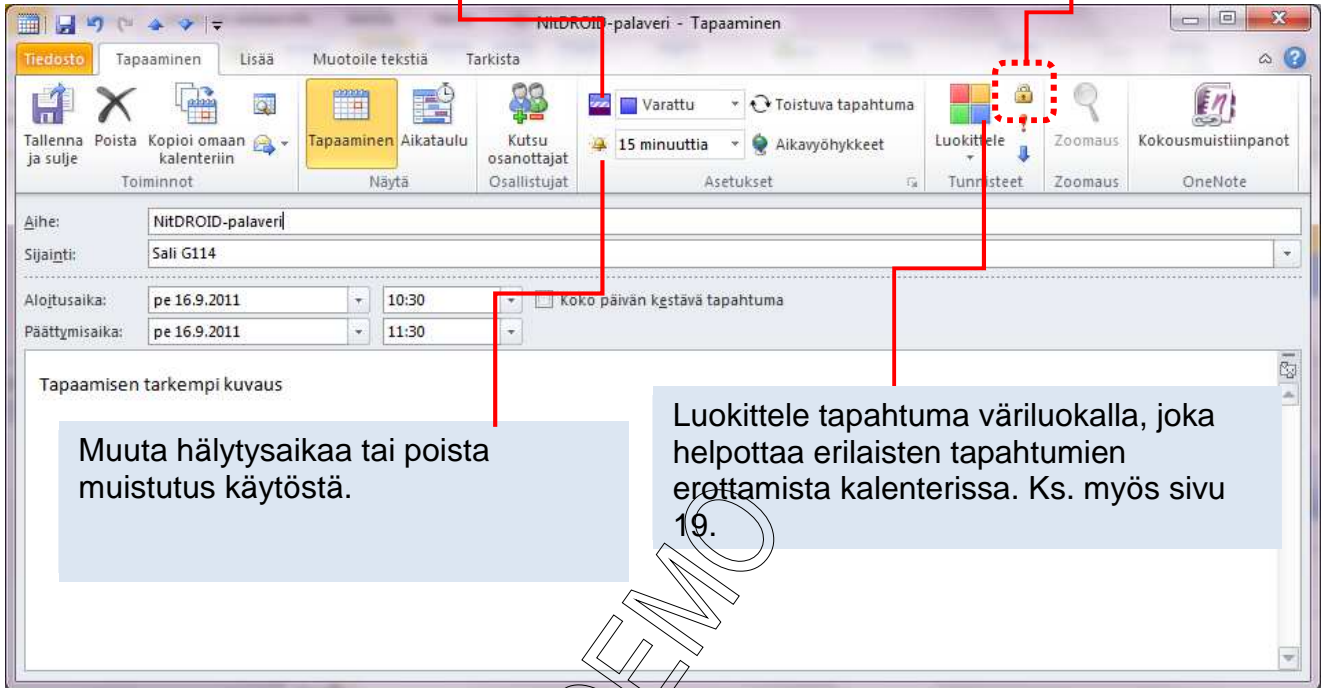 NitDROID-palaveri - Tapaaminen
Tiedosto Tapaaminen Lisää Muotoile tekstiä Tarkista
Tallenna ja sulje
Poista
Kopioi omaan kalenteriin
Toiminnot
Tapaaminen Aikataulu
Näytä
Kutsu osanottajat
Osallistujat
Varattu Toistuva tapahtuma
15 minuuttia Aikavyöhykkeet
Asetukset
Luokittele
Tunnisteet
Zoomaus
Zoomaus
Kokousmuistiinpanot
OneNote
Aihe: NitDROID-palaveri
Sijainti: Sali G114
Aloitusaika: pe 16.9.2011 10:30 Koko päivän kestävä tapahtuma
Päättymisaika: pe 16.9.2011 11:30
Tapaamisen tarkempi kuvaus
Muuta hälytysaikaa tai poista
muistutus käytöstä.
Luokittele tapahtuma väriluokalla, joka
helpottaa erilaisten tapahtumien
erottamista kalenterissa. Ks. myös sivu
19.
DEMO